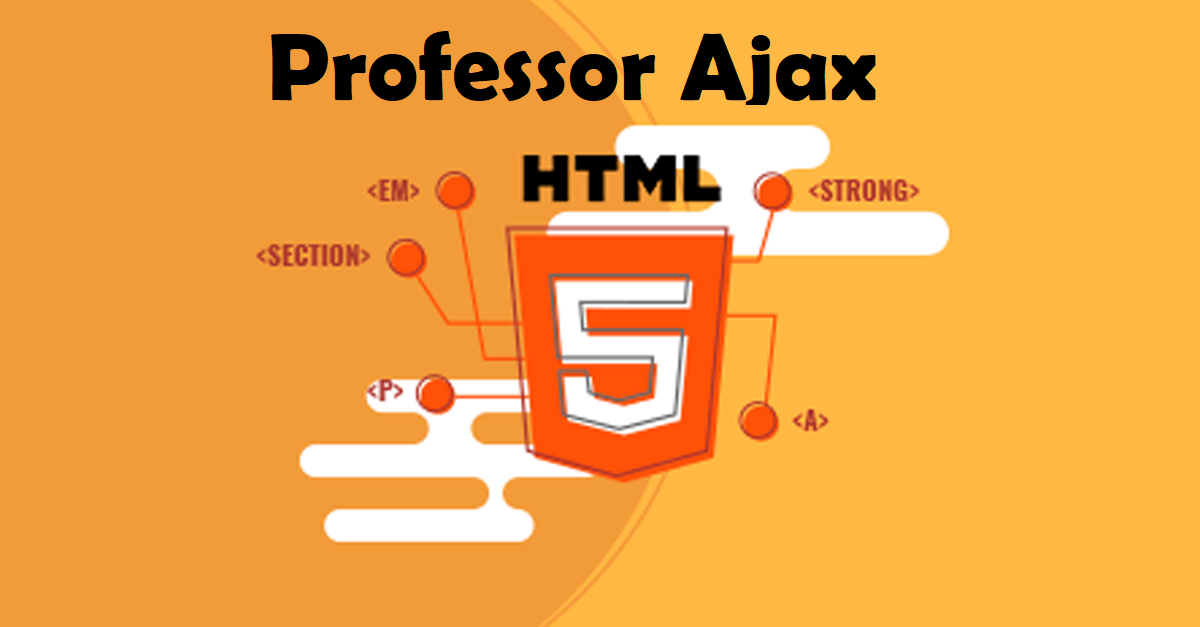 Professor Ajax
HTML
<EM>
<STRONG>
<SECTION>
5
<P>
<A>